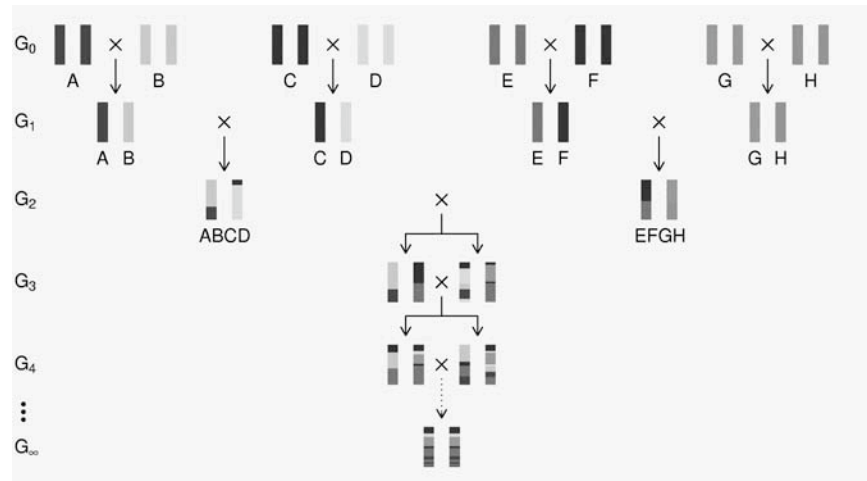 G₀ × × × ×
A B C D E F G H
G₁ × ×
A B C D E F G H
G₂ ×
ABCD EFGH
G₃ ×
G₄ ×
⋮
G∞